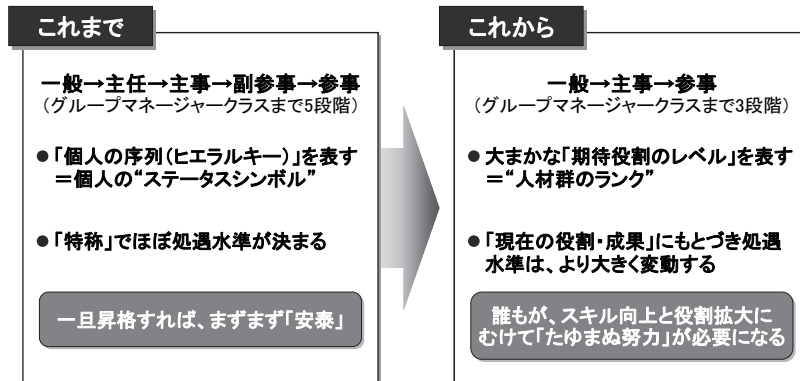 これまで
一般→主任→主事→副参事→参事
（グループマネージャークラスまで5段階）
●「個人の序列（ヒエラルキー）」を表す
＝個人の“ステータスシンボル”
●「特称」でほぼ処遇水準が決まる
一旦昇格すれば、まずまず「安泰」
これから
一般→主事→参事
（グループマネージャークラスまで3段階）
●大まかな「期待役割のレベル」を表す
＝“人材群のランク”
●「現在の役割・成果」にもとづき処遇
水準は、より大きく変動する
誰もが、スキル向上と役割拡大に
むけて「たゆまぬ努力」が必要になる